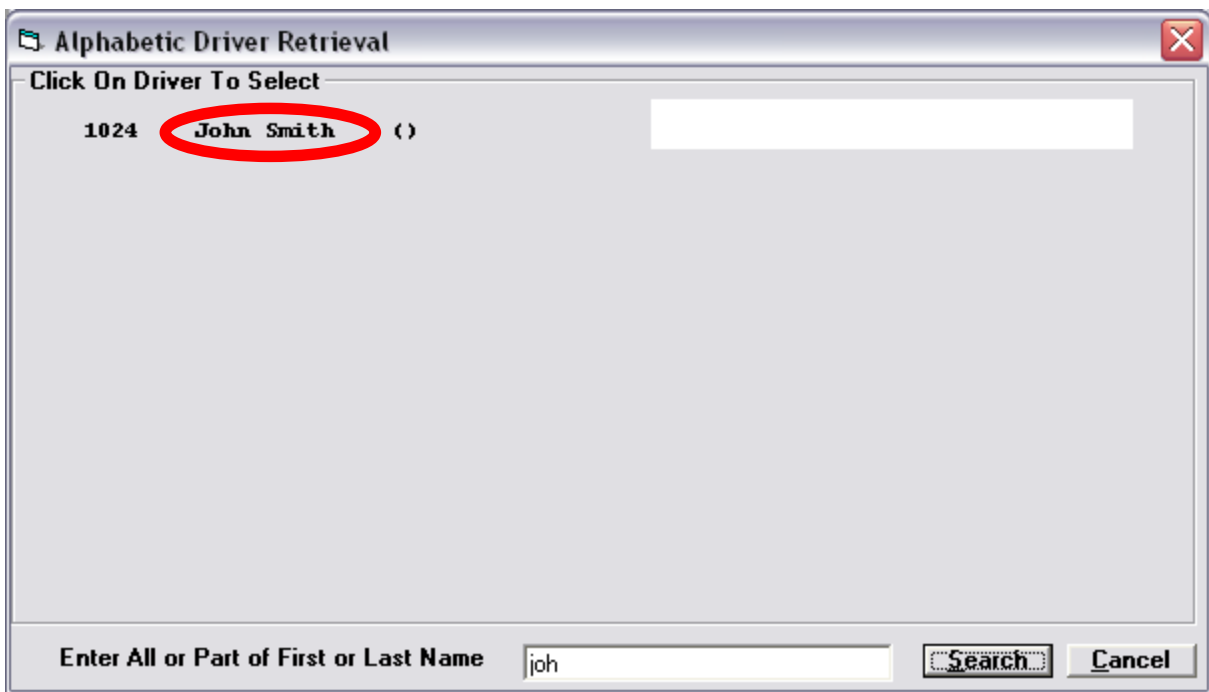 Alphabetic Driver Retrieval
Click On Driver To Select
1024 John Smith ()
Enter All or Part of First or Last Name joh Search Cancel